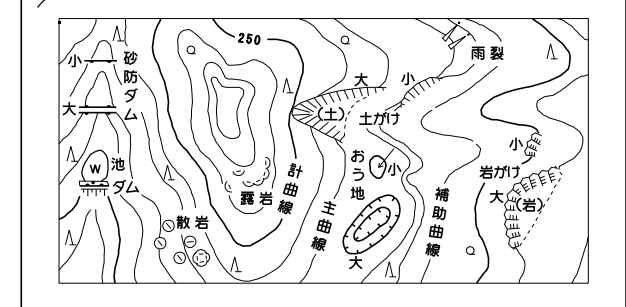 250
小
砂防ダム
大
W
池
ダム
散岩
露岩
計曲線
主曲線
大
(土)
小
土がけ
おう地
小
大
補助曲線
雨裂
小
岩がけ
大
(岩)